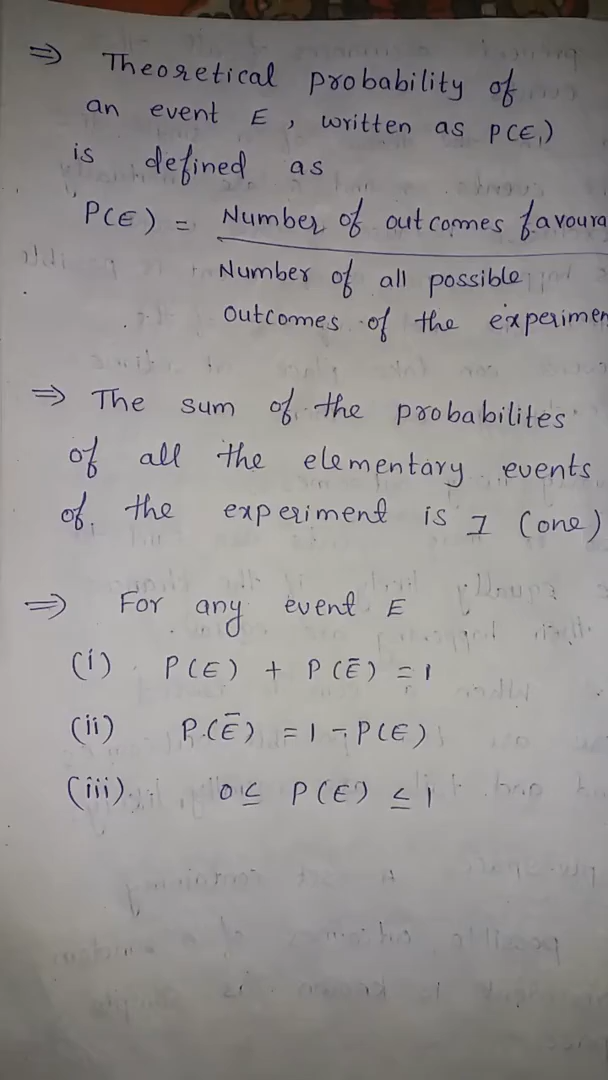 ⇒ Theoretical probability of
an event E, written as P(E)
is defined as
P(E) = Number of outcomes favoura
Number of all possible
outcomes of the experimen
⇒ The sum of the probabilites
of all the elementary events
of the experiment is 1 (one)
⇒ For any event E
(i) P(E) + P(Ē) = 1
(ii) P(Ē) = 1 - P(E)
(iii) 0 ≤ P(E) ≤ 1